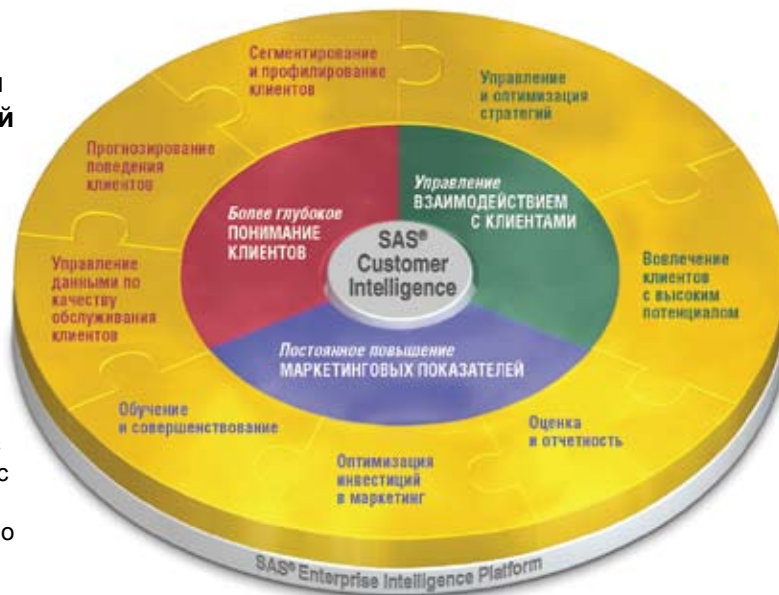 Сегментирование
и профилирование
клиентов
Управление
и оптимизация
стратегий
й
Прогнозирование
поведения
клиентов
Управление
ВЗАИМОДЕЙСТВИЕМ
С КЛИЕНТАМИ
Более глубокое
ПОНИМАНИЕ
КЛИЕНТОВ
SAS®
Customer
Intelligence
Управление
данными по
качеству
обслуживания
клиентов
Вовлечение
клиентов
с высоким
потенциалом
Постоянное повышение
МАРКЕТИНГОВЫХ ПОКАЗАТЕЛЕЙ
Обучение
и совершенствование
Оценка
и отчетность
Оптимизация
инвестиций
в маркетинг
с
о
SAS® Enterprise Intelligence Platform